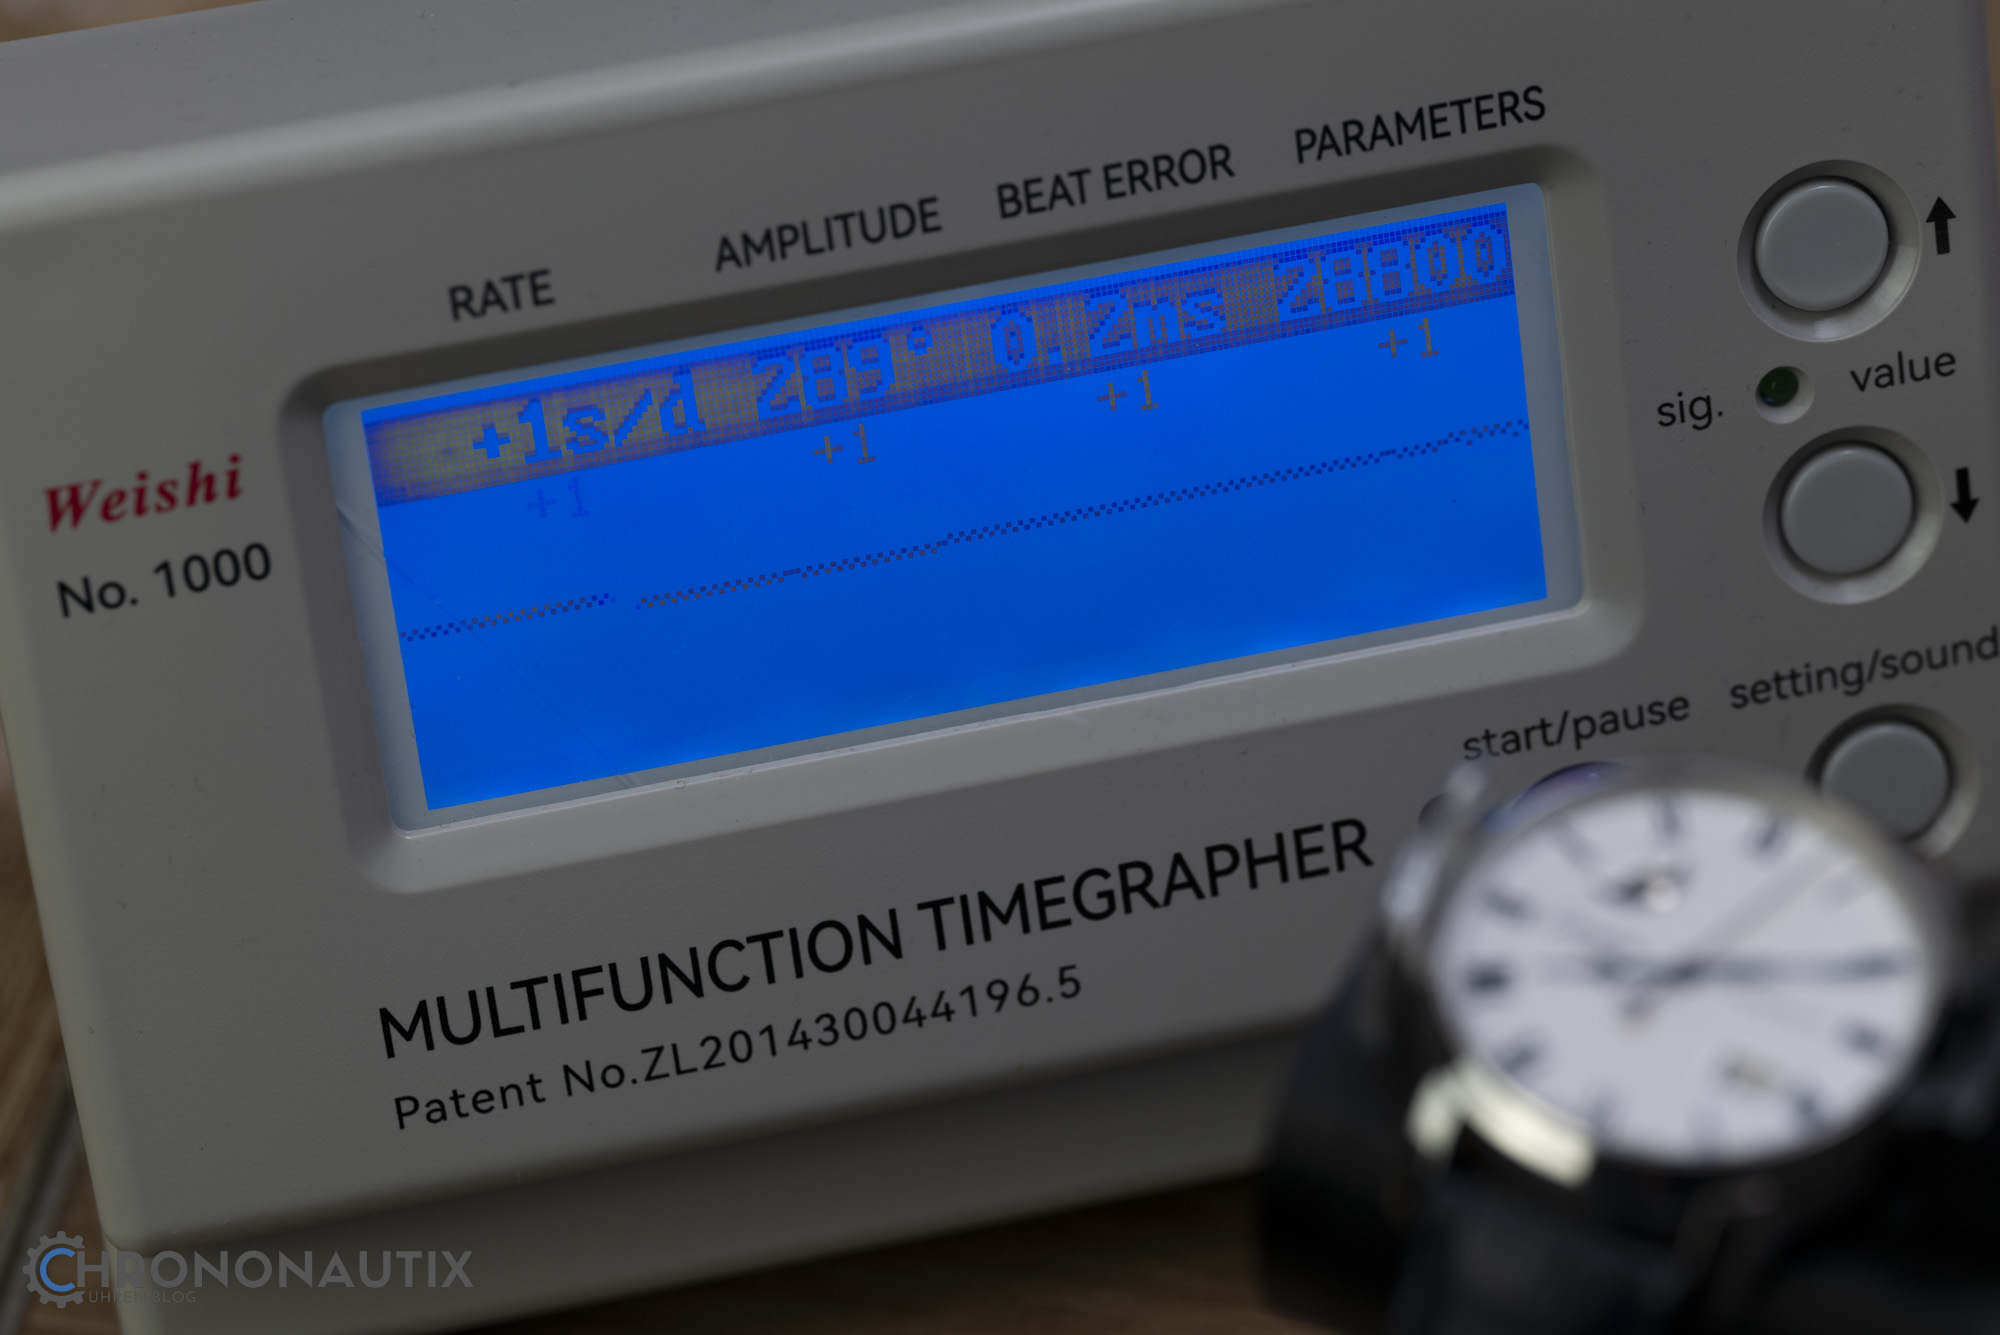 RATE AMPLITUDE BEAT ERROR PARAMETERS
+1s/d 289° 0.2ms 28800
+1 +1 +1 +1
Weishi
No. 1000
sig. value
start/pause setting/sound
MULTIFUNCTION TIMEGRAPHER
Patent No.ZL201430044196.5
CHRONONAUTIX
UHRENBLOG